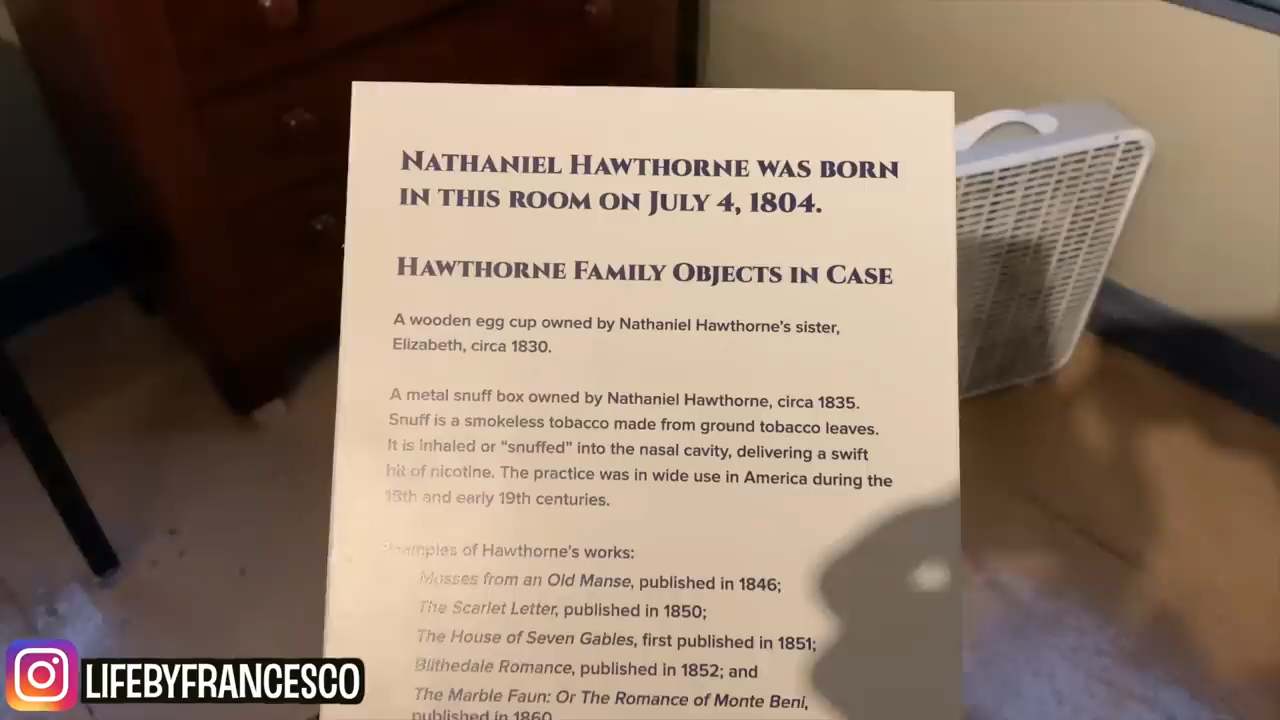 NATHANIEL HAWTHORNE WAS BORN
IN THIS ROOM ON JULY 4, 1804.
HAWTHORNE FAMILY OBJECTS IN CASE
A wooden egg cup owned by Nathaniel Hawthorne's sister,
Elizabeth, circa 1830.
A metal snuff box owned by Nathaniel Hawthorne, circa 1835.
Snuff is a smokeless tobacco made from ground tobacco leaves.
It is inhaled or “snuffed” into the nasal cavity, delivering a swift
hit of nicotine. The practice was in wide use in America during the
18th and early 19th centuries.
Examples of Hawthorne's works:
Mosses from an Old Manse, published in 1846;
The Scarlet Letter, published in 1850;
The House of Seven Gables, first published in 1851;
Blithedale Romance, published in 1852; and
The Marble Faun: Or The Romance of Monte Beni,
published in 1860
LIFEBYFRANCESCO